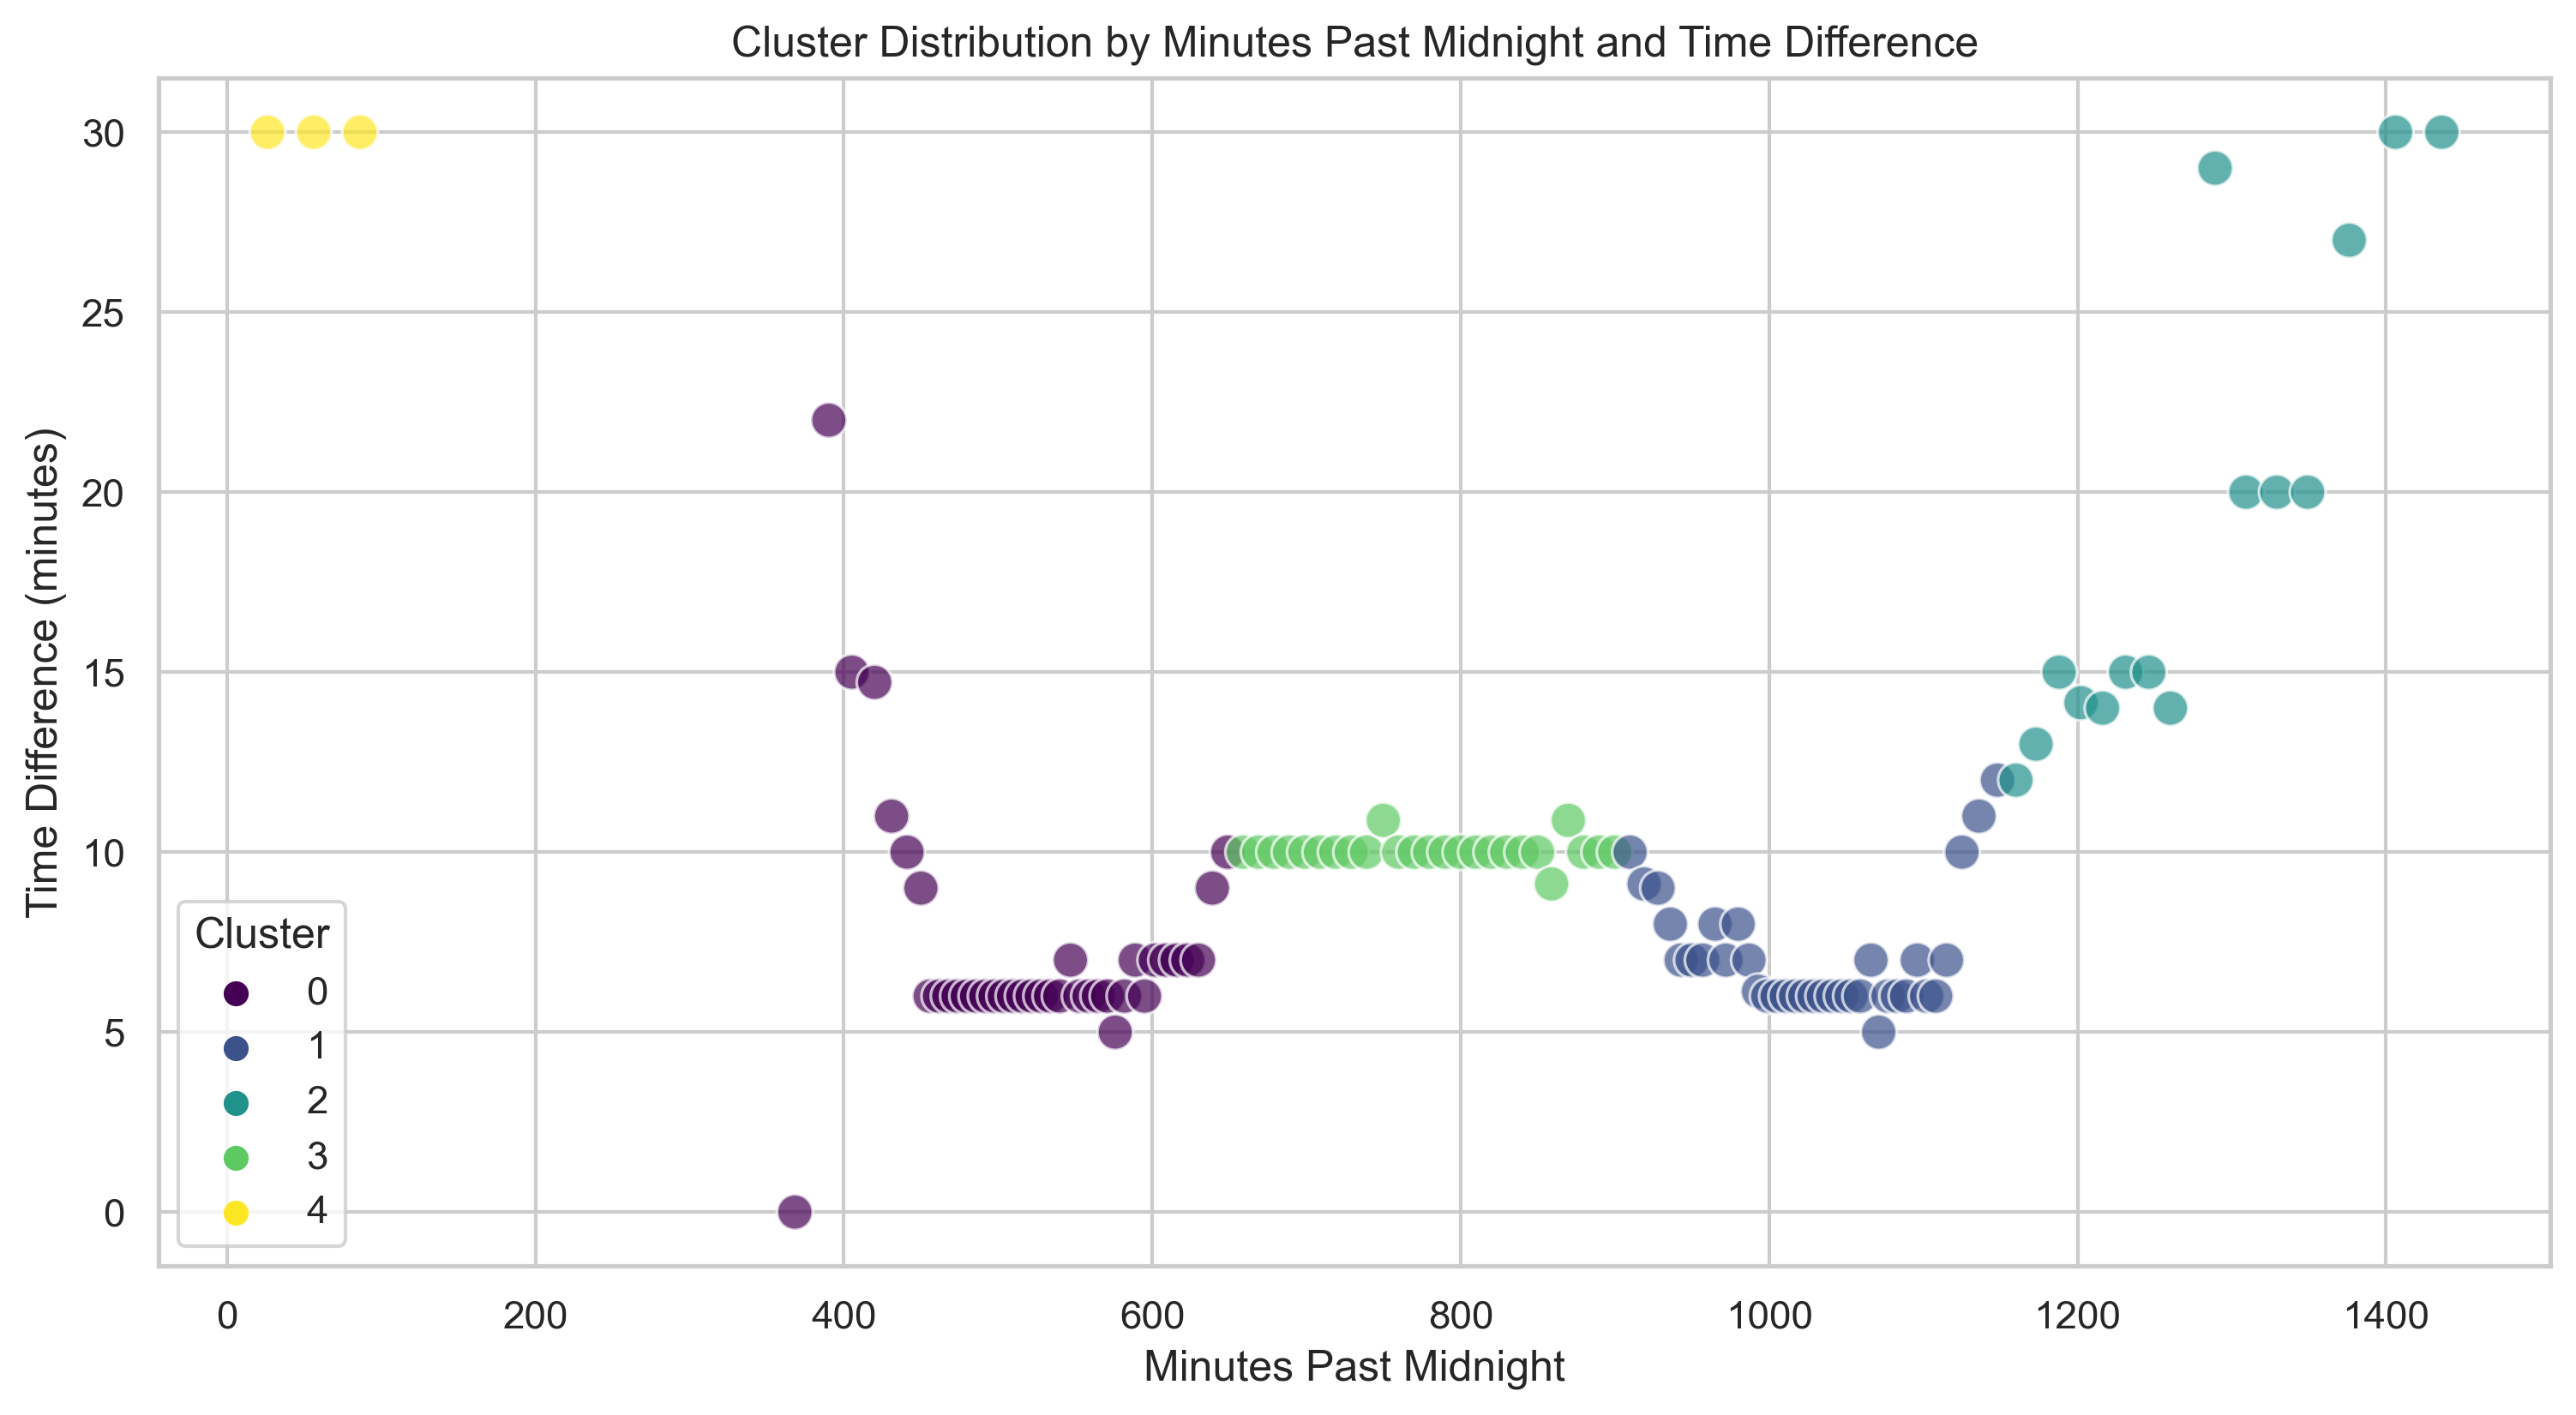 Cluster Distribution by Minutes Past Midnight and Time Difference
Time Difference (minutes)
30
25
20
15
10
5
0
Cluster
0
1
2
3
4
0 200 400 600 800 1000 1200 1400
Minutes Past Midnight